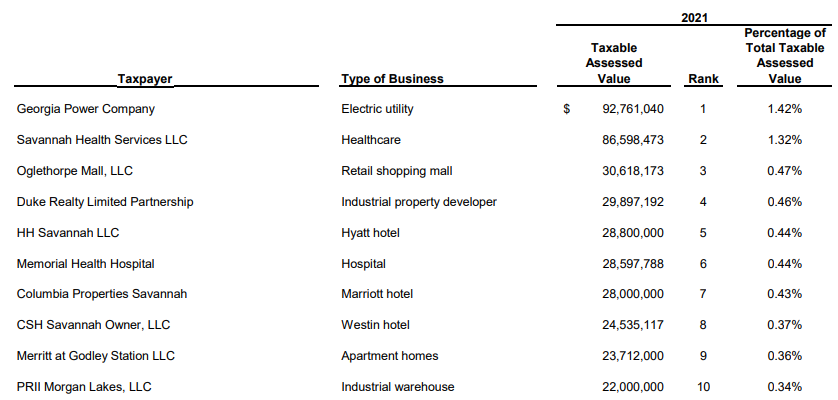 2021
Percentage of
Taxable Total Taxable
Assessed Assessed
Taxpayer Type of Business Value Rank Value
Georgia Power Company Electric utility $ 92,761,040 1 1.42%
Savannah Health Services LLC Healthcare 86,598,473 2 1.32%
Oglethorpe Mall, LLC Retail shopping mall 30,618,173 3 0.47%
Duke Realty Limited Partnership Industrial property developer 29,897,192 4 0.46%
HH Savannah LLC Hyatt hotel 28,800,000 5 0.44%
Memorial Health Hospital Hospital 28,597,788 6 0.44%
Columbia Properties Savannah Marriott hotel 28,000,000 7 0.43%
CSH Savannah Owner, LLC Westin hotel 24,535,117 8 0.37%
Merritt at Godley Station LLC Apartment homes 23,712,000 9 0.36%
PRII Morgan Lakes, LLC Industrial warehouse 22,000,000 10 0.34%